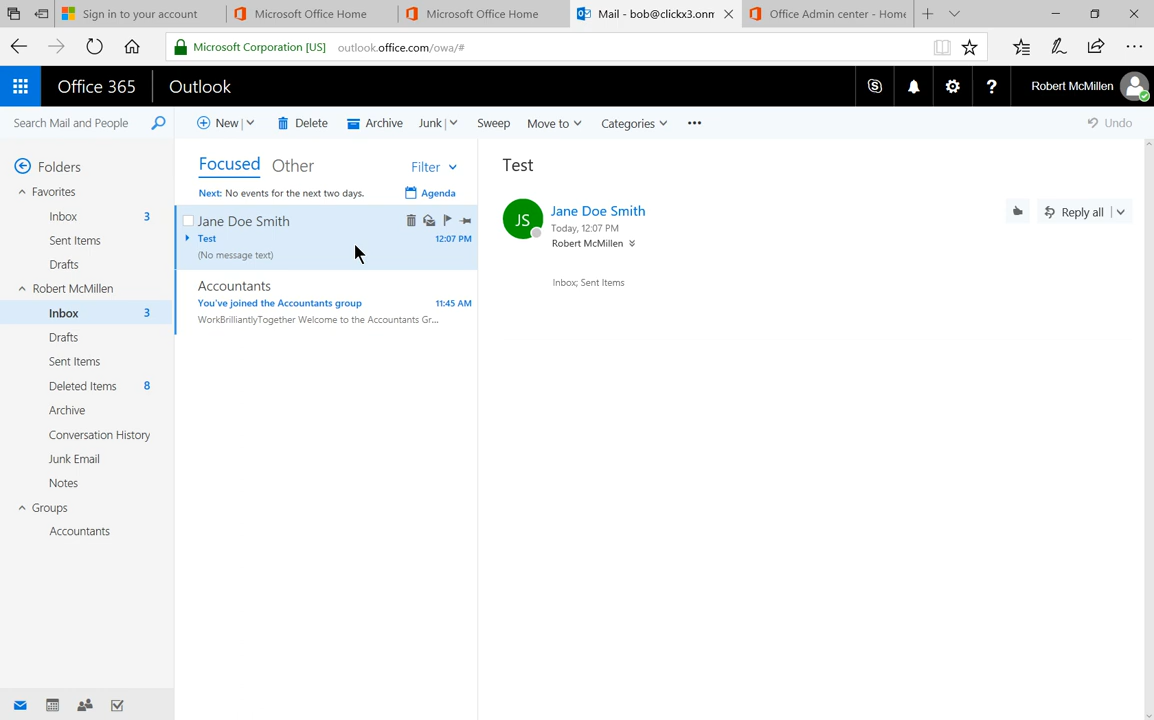 Sign in to your account
Microsoft Office Home
Microsoft Office Home
Mail - bob@clickx3.onm
Office Admin center - Home
Microsoft Corporation [US] outlook.office.com/owa/#
Office 365
Outlook
Robert McMillen
Search Mail and People
New
Delete
Archive
Junk
Sweep
Move to
Categories
Undo
Folders
Favorites
Inbox 3
Sent Items
Drafts
Robert McMillen
Inbox 3
Drafts
Sent Items
Deleted Items 8
Archive
Conversation History
Junk Email
Notes
Groups
Accountants
Focused Other Filter
Next: No events for the next two days. Agenda
Jane Doe Smith
Test 12:07 PM
(No message text)
Accountants
You've joined the Accountants group 11:45 AM
WorkBrilliantlyTogether Welcome to the Accountants Gr...
Test
JS
Jane Doe Smith
Today, 12:07 PM
Robert McMillen
Reply all
Inbox; Sent Items